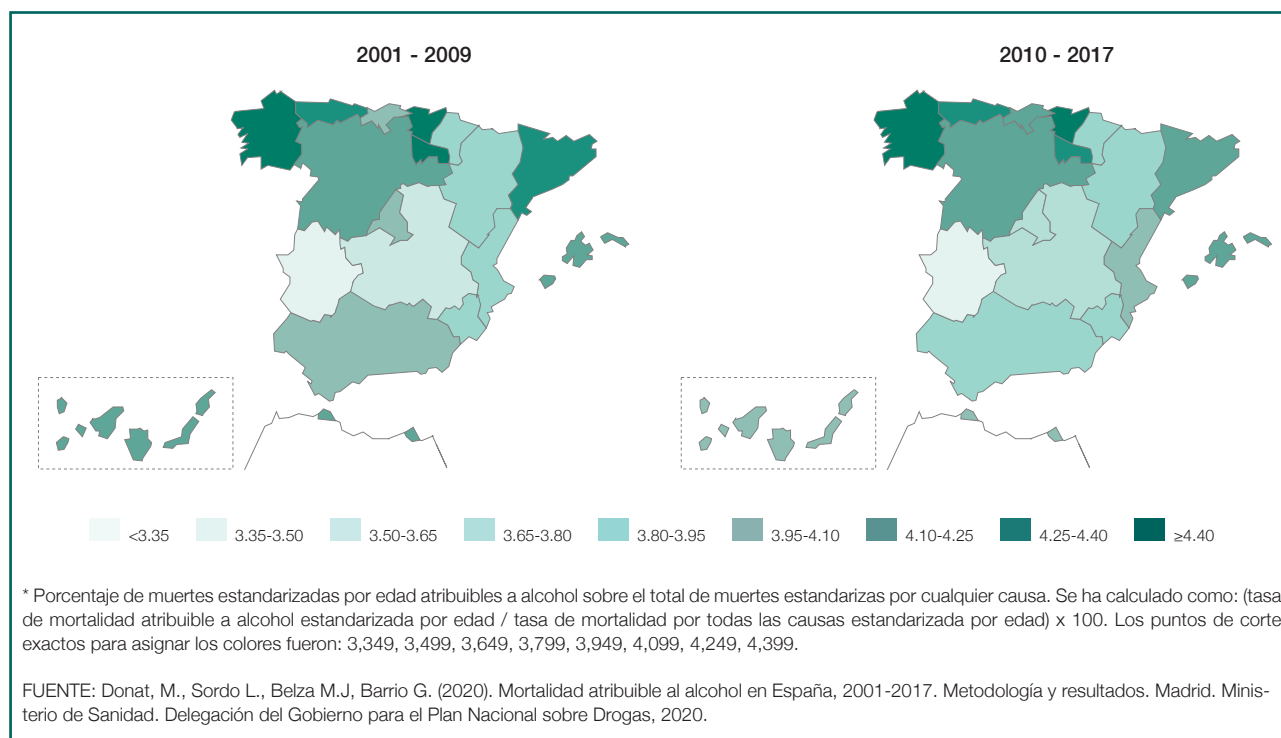 2001 - 2009
2010 - 2017
<3.35
3.35-3.50
3.50-3.65
3.65-3.80
3.80-3.95
3.95-4.10
4.10-4.25
4.25-4.40
≥4.40
* Porcentaje de muertes estandarizadas por edad atribuibles a alcohol sobre el total de muertes estandarizas por cualquier causa. Se ha calculado como: (tasa
de mortalidad atribuible a alcohol estandarizada por edad / tasa de mortalidad por todas las causas estandarizada por edad) x 100. Los puntos de corte
exactos para asignar los colores fueron: 3,349, 3,499, 3,649, 3,799, 3,949, 4,099, 4,249, 4,399.
FUENTE: Donat, M., Sordo L., Belza M.J, Barrio G. (2020). Mortalidad atribuible al alcohol en España, 2001-2017. Metodología y resultados. Madrid. Minis-
terio de Sanidad. Delegación del Gobierno para el Plan Nacional sobre Drogas, 2020.